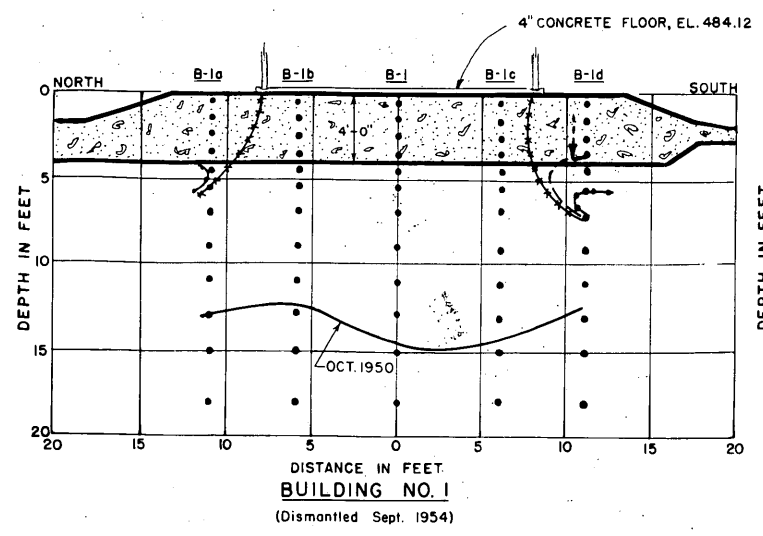 4" CONCRETE FLOOR, EL. 484.12
B-1a B-1b B-1 B-1c B-1d
NORTH SOUTH
0
4'-0"
5
10
15
20
OCT. 1950
DEPTH IN FEET
DEPTH IN FEET
20 15 10 5 0 5 10 15 20
DISTANCE IN FEET
BUILDING NO. 1
(Dismantled Sept. 1954)